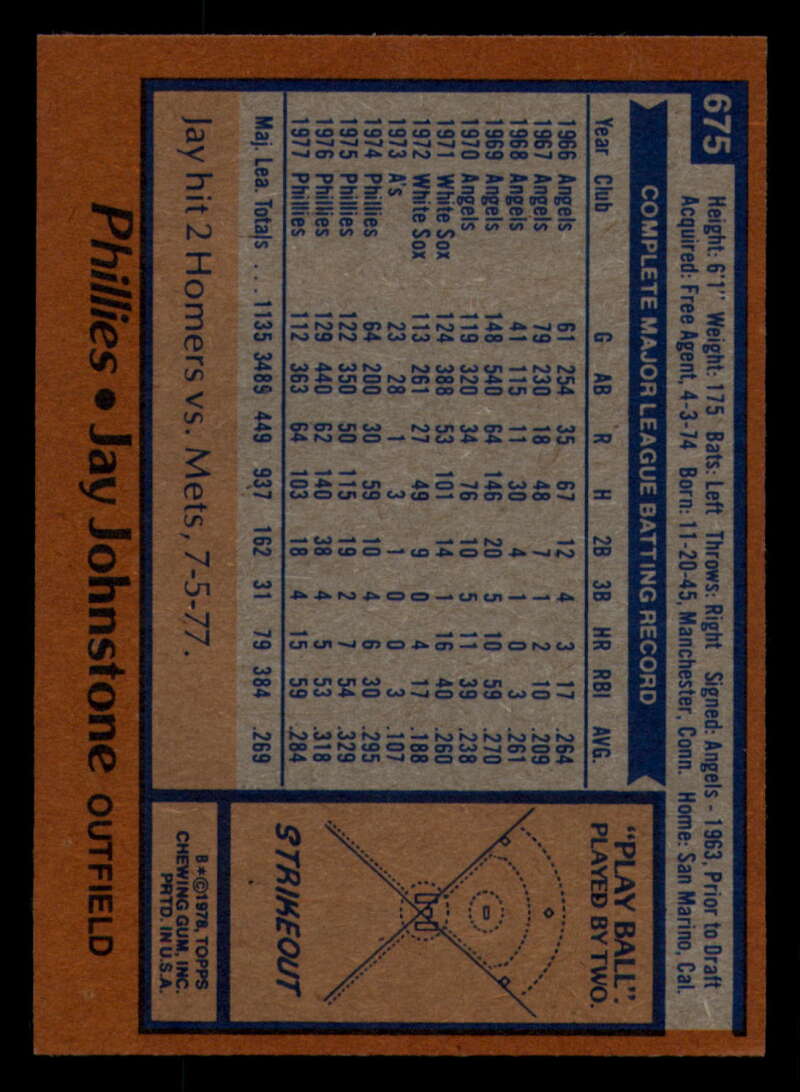 675
Height: 6'1" Weight: 175 Bats: Left Throws: Right Signed: Angels - 1963, Prior to Draft
Acquired: Free Agent, 4-3-74 Born: 11-20-45, Manchester, Conn. Home: San Marino, Cal.
COMPLETE MAJOR LEAGUE BATTING RECORD
Year Club G AB R H 2B 3B HR RBI AVG.
1966 Angels 61 254 35 67 12 4 3 17 .264
1967 Angels 79 230 18 48 7 1 2 10 .209
1968 Angels 41 115 11 30 4 1 0 3 .261
1969 Angels 148 540 64 146 20 5 10 59 .270
1970 Angels 119 320 34 76 10 5 11 39 .238
1971 White Sox 124 388 53 101 14 1 16 40 .260
1972 White Sox 113 261 27 49 9 0 4 17 .188
1973 A's 23 28 1 3 1 0 0 3 .107
1974 Phillies 64 200 30 59 10 4 6 30 .295
1975 Phillies 122 350 50 115 19 2 7 54 .329
1976 Phillies 129 440 62 140 38 4 5 53 .318
1977 Phillies 112 363 64 103 18 4 15 59 .284
Maj. Lea. Totals ... 1135 3489 449 937 162 31 79 384 .269
Jay hit 2 Homers vs. Mets, 7-5-77.
"PLAY BALL":
PLAYED BY TWO.
STRIKEOUT
B*©1978, TOPPS
CHEWING GUM, INC.
PRTD. IN U.S.A.
Phillies • Jay Johnstone OUTFIELD